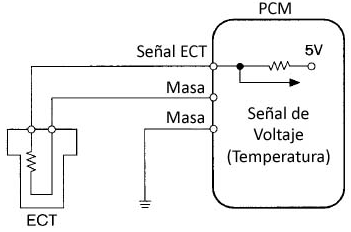 PCM
Señal ECT
5V
Masa
Masa
Señal de
Voltaje
(Temperatura)
ECT